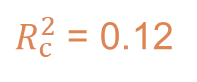 $R_c^2 = 0.12$